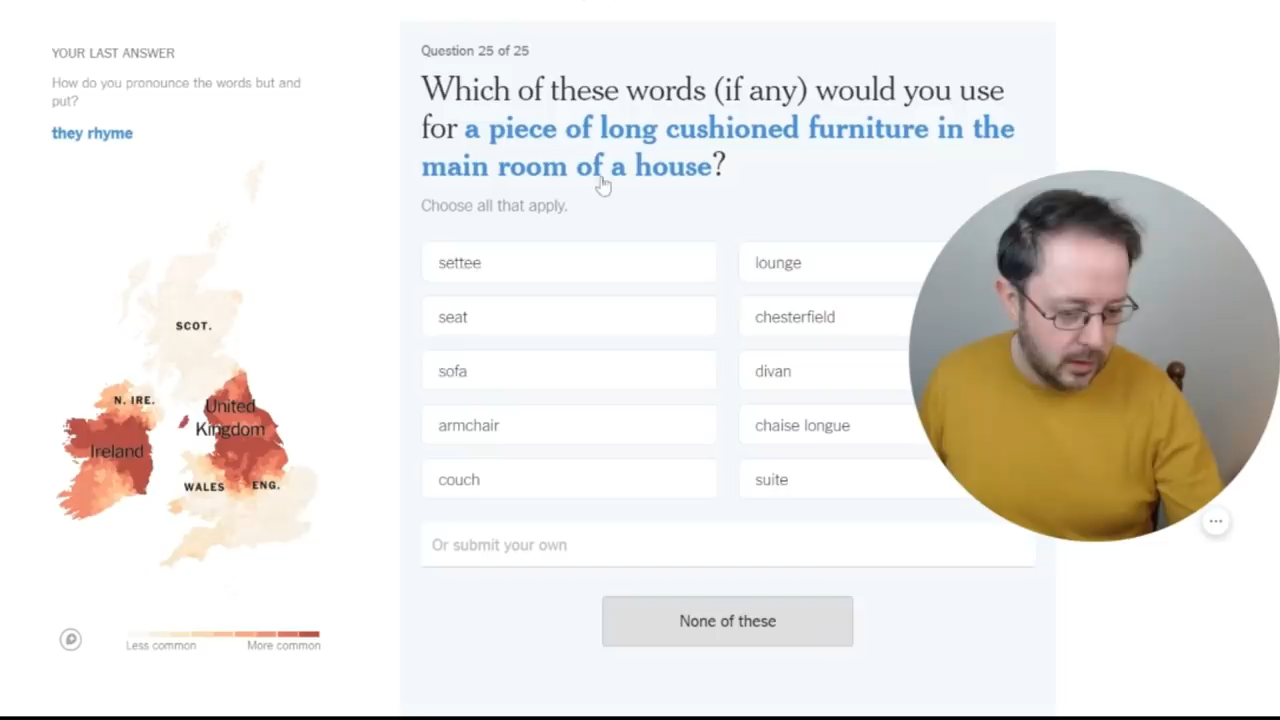 YOUR LAST ANSWER
How do you pronounce the words but and
put?
they rhyme
SCOT.
N. IRE.
United
Kingdom
Ireland
WALES
ENG.
Less common
More common
Question 25 of 25
Which of these words (if any) would you use
for a piece of long cushioned furniture in the
main room of a house?
Choose all that apply.
settee
lounge
seat
chesterfield
sofa
divan
armchair
chaise longue
couch
suite
Or submit your own
None of these